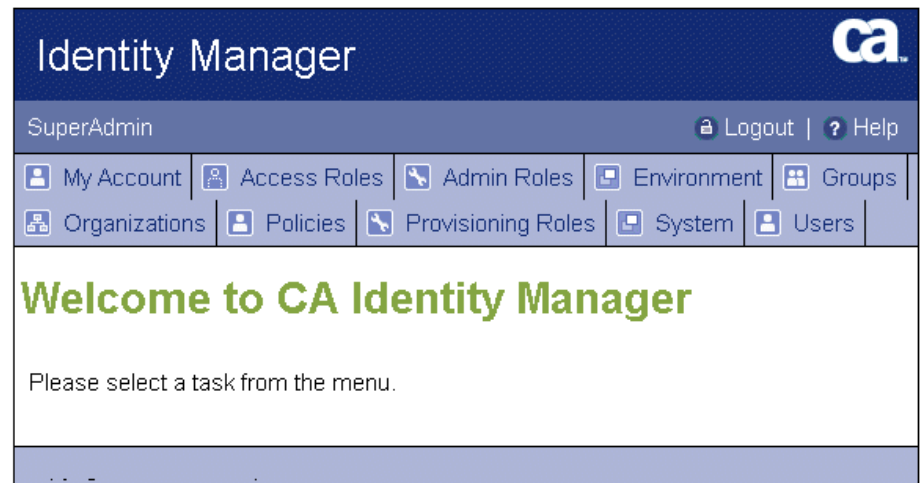 Identity Manager
ca
SuperAdmin
Logout | Help
My Account Access Roles Admin Roles Environment Groups
Organizations Policies Provisioning Roles System Users
Welcome to CA Identity Manager
Please select a task from the menu.